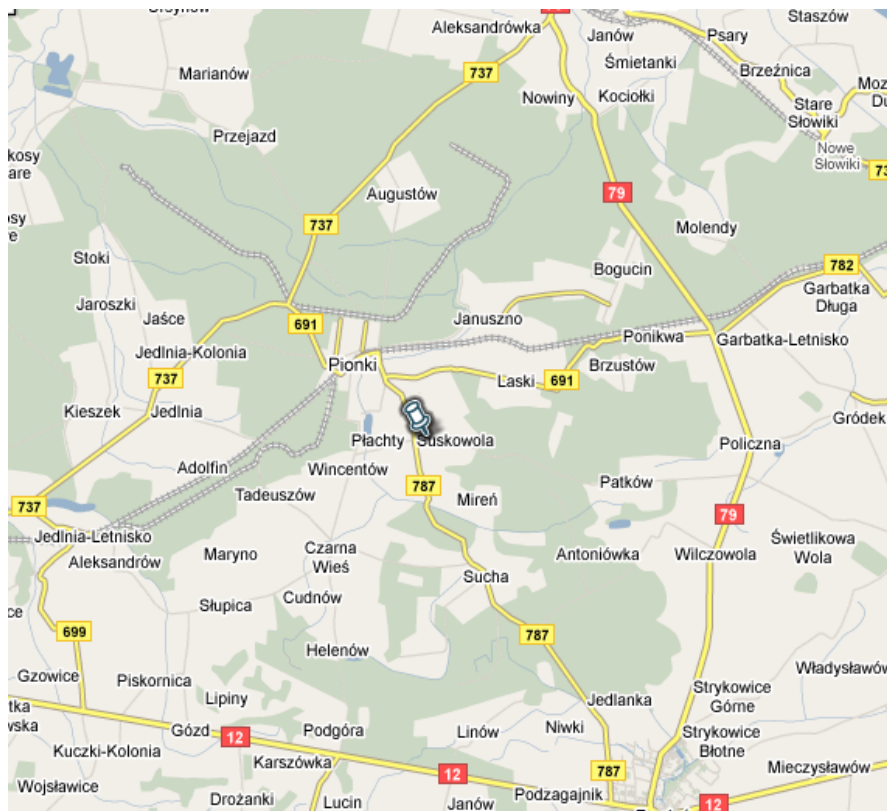 Aleksandrówka
Janów
Psary
Staszów
Śmietanki
Marianów
737
Brzeźnica
Nowiny
Kociołki
Stare
Słowiki
Przejazd
Nowe
Słowiki
Augustów
79
737
Molendy
Stoki
Bogucin
782
Jaroszki
Garbatka
Długa
Jaśce
691
Januszno
Ponikwa
Garbatka-Letnisko
Jedlnia-Kolonia
Pionki
Brzustów
737
Laski
691
Kieszek
Jedlnia
Gródek
Płachty
Suskowola
Policzna
Adolfin
Wincentów
Tadeuszów
787
Mireń
Patków
737
79
Jedlnia-Letnisko
Aleksandrów
Maryno
Czarna
Wieś
Antoniówka
Wilczowola
Świetlikowa
Wola
Sucha
Słupica
Cudnów
699
787
Helenów
Gzowice
Piskornica
Władysławów
Lipiny
Jedlanka
Strykowice
Górne
Gózd
12
Podgóra
Linów
Niwki
Strykowice
Błotne
Kuczki-Kolonia
Karszówka
12
787
Mieczysławów
Wojsławice
Drożanki
Lucin
Janów
Podzagajnik
12